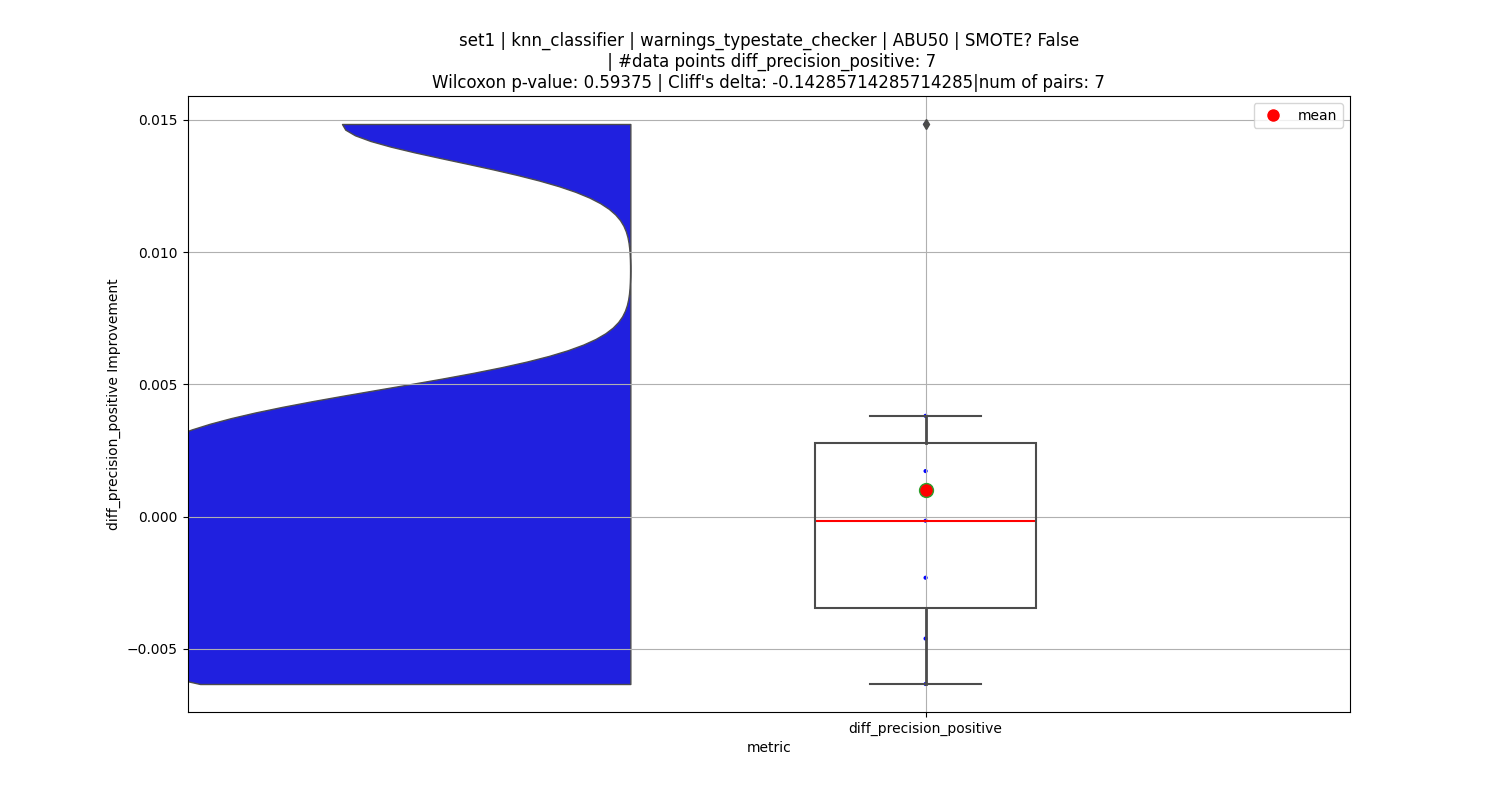 set1 | knn_classifier | warnings_typestate_checker | ABU50 | SMOTE? False
| #data points diff_precision_positive: 7
Wilcoxon p-value: 0.59375 | Cliff's delta: -0.14285714285714285|num of pairs: 7
mean
0.015
0.010
0.005
0.000
−0.005
diff_precision_positive Improvement
diff_precision_positive
metric